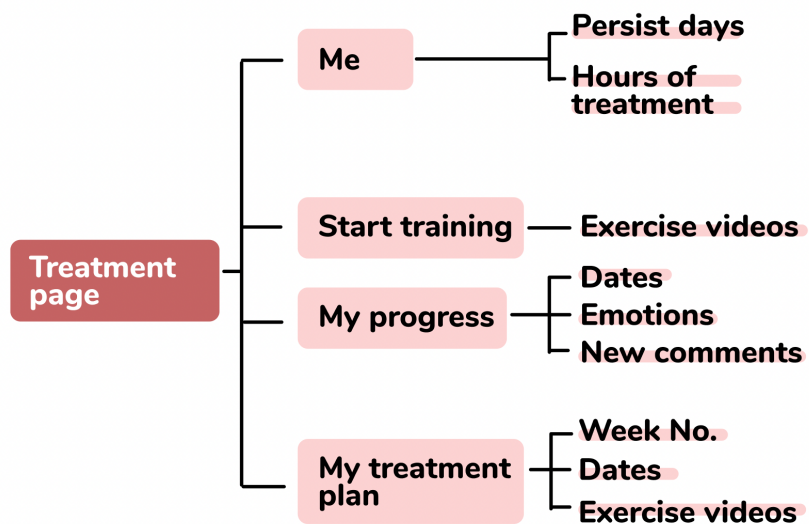 Treatment
page
Me
Persist days
Hours of
treatment
Start training
Exercise videos
My progress
Dates
Emotions
New comments
My treatment
plan
Week No.
Dates
Exercise videos